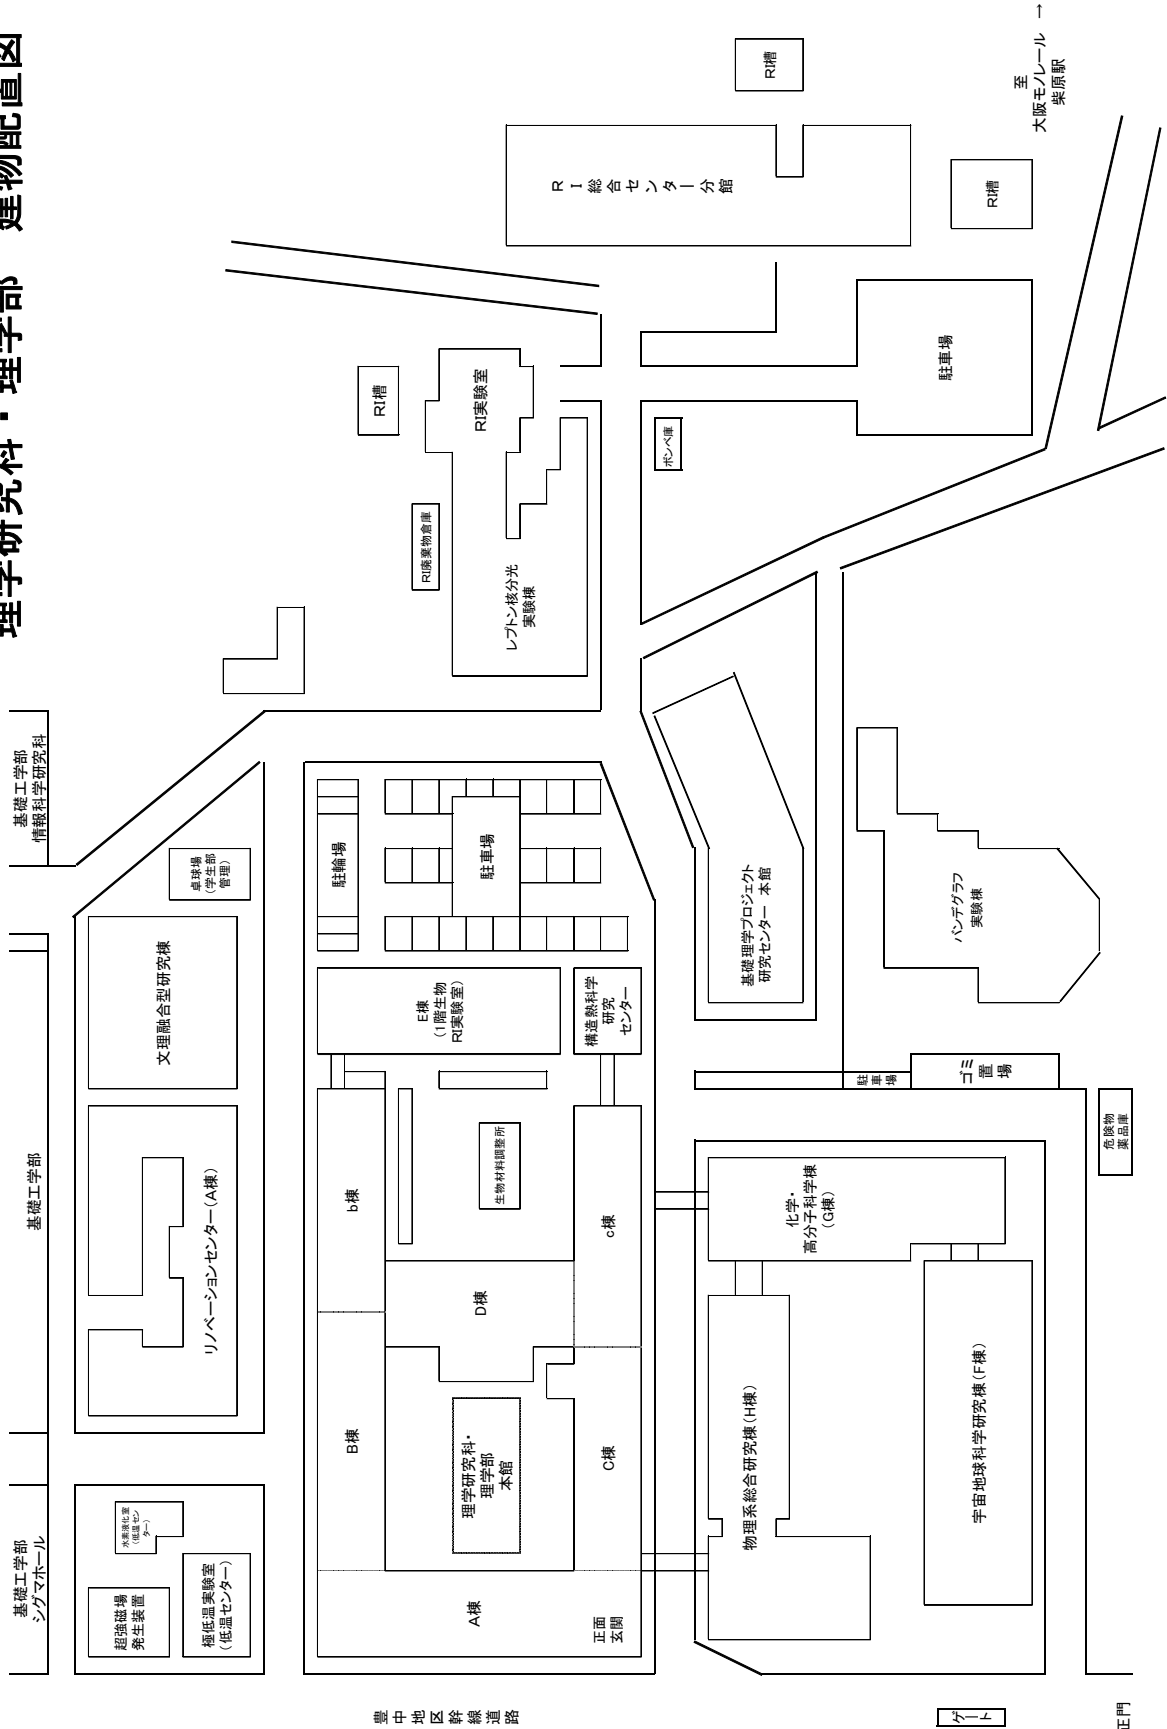 理学研究科・理学部　建物配置図
基礎工学部
シグマホール
基礎工学部
基礎工学部
情報科学研究科
超強磁場
発生装置
水素液化室
(低温セン
ター)
極低温実験室
(低温センター)
リノベーションセンター(A棟)
文理融合型研究棟
卓球場
(学生部
管理)
A棟
正面
玄関
B棟
理学研究科・
理学部
本館
C棟
D棟
b棟
生物材料調整所
c棟
E棟
(1階生物
RI実験室)
構造熱科学
研究
センター
駐輪場
駐車場
RI廃棄物倉庫
レプトン核分光
実験棟
RI槽
RI実験室
ボンベ庫
RI総合センター分館
RI槽
RI槽
駐車場
至
大阪モノレール →
柴原駅
基礎理学プロジェクト
研究センター 本館
バンデグラフ
実験棟
駐
車
場
ゴミ
置
場
危険物
薬品庫
化学・
高分子科学棟
(G棟)
物理系総合研究棟(H棟)
宇宙地球科学研究棟(F棟)
豊中地区幹線道路
ゲート
正門